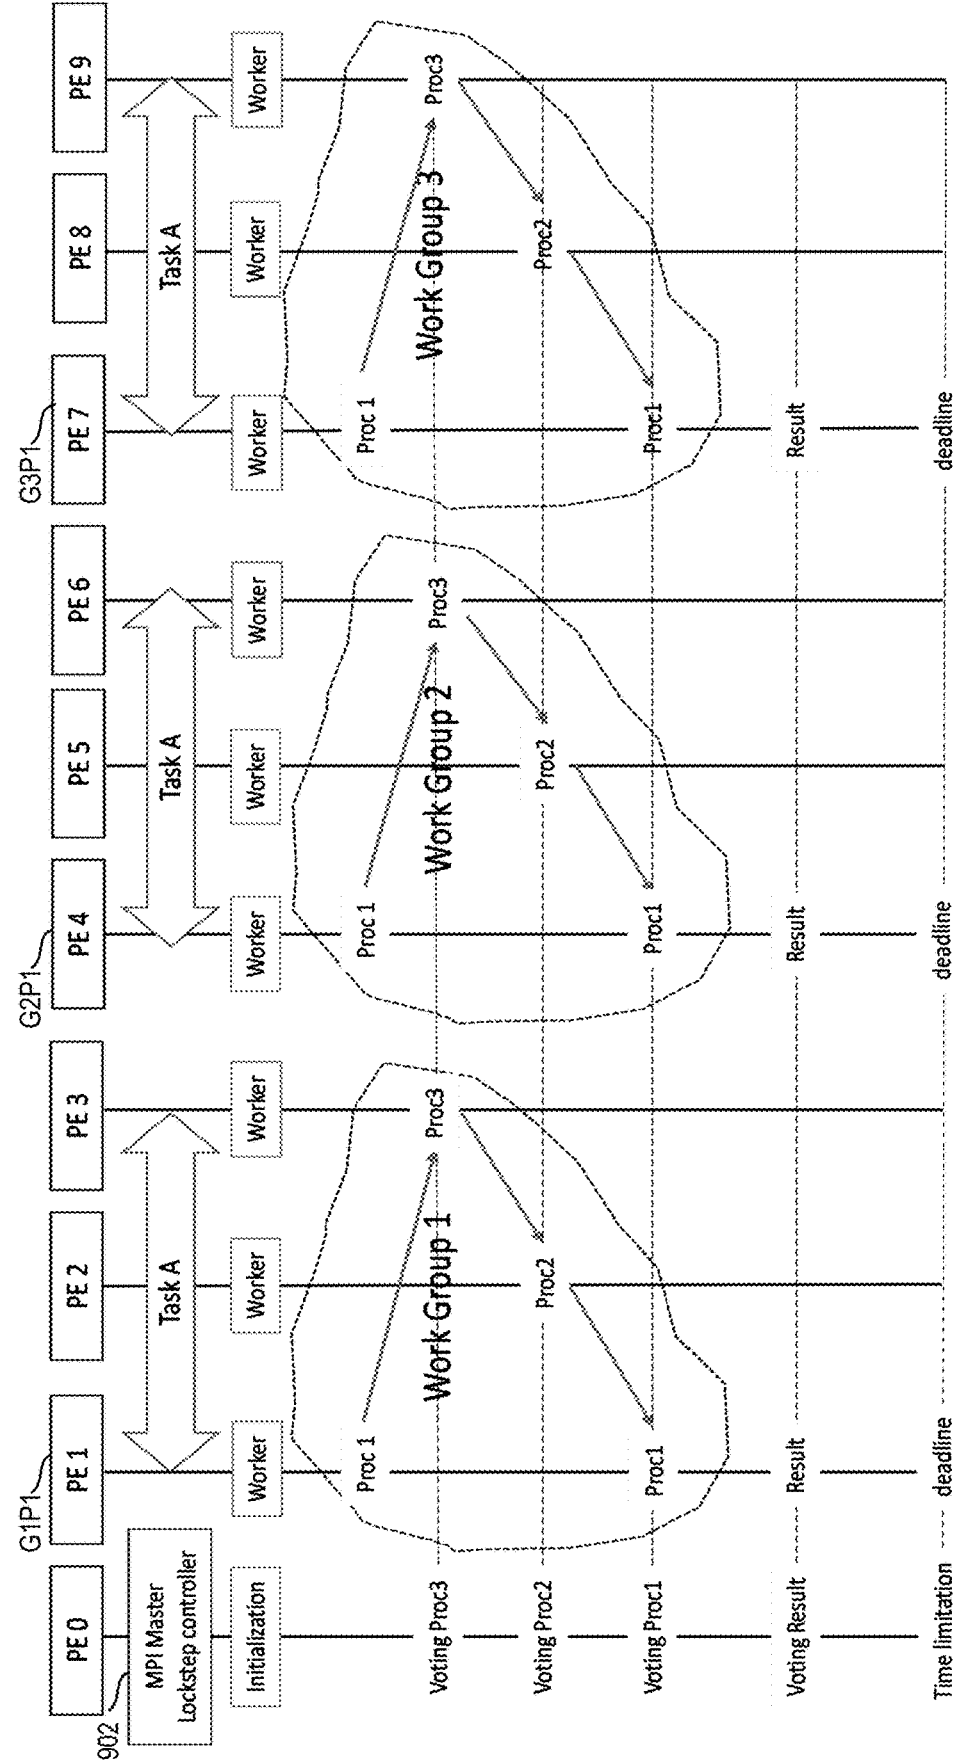 G1P1
G2P1
G3P1
PE 0
PE 1
PE 2
PE 3
PE 4
PE 5
PE 6
PE 7
PE 8
PE 9
902
MPI Master
Lockstep controller
Task A
Task A
Task A
Initialization
Worker
Worker
Worker
Worker
Worker
Worker
Worker
Worker
Worker
Proc 1
Proc 1
Proc 1
Voting Proc3
Work Group 1
Proc3
Work Group 2
Proc3
Work Group 3
Proc3
Voting Proc2
Proc2
Proc2
Proc2
Voting Proc1
Proc1
Proc1
Proc1
Voting Result
Result
Result
Result
Time limitation
deadline
deadline
deadline